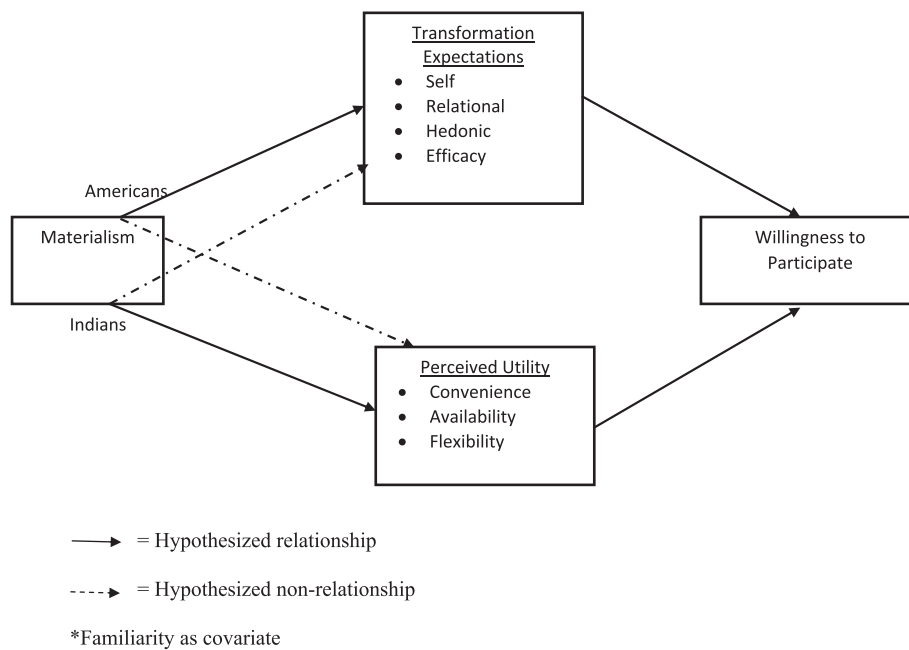 Transformation
Expectations
● Self
● Relational
● Hedonic
● Efficacy
Americans
Materialism
Willingness to
Participate
Indians
Perceived Utility
● Convenience
● Availability
● Flexibility
= Hypothesized relationship
= Hypothesized non-relationship
*Familiarity as covariate